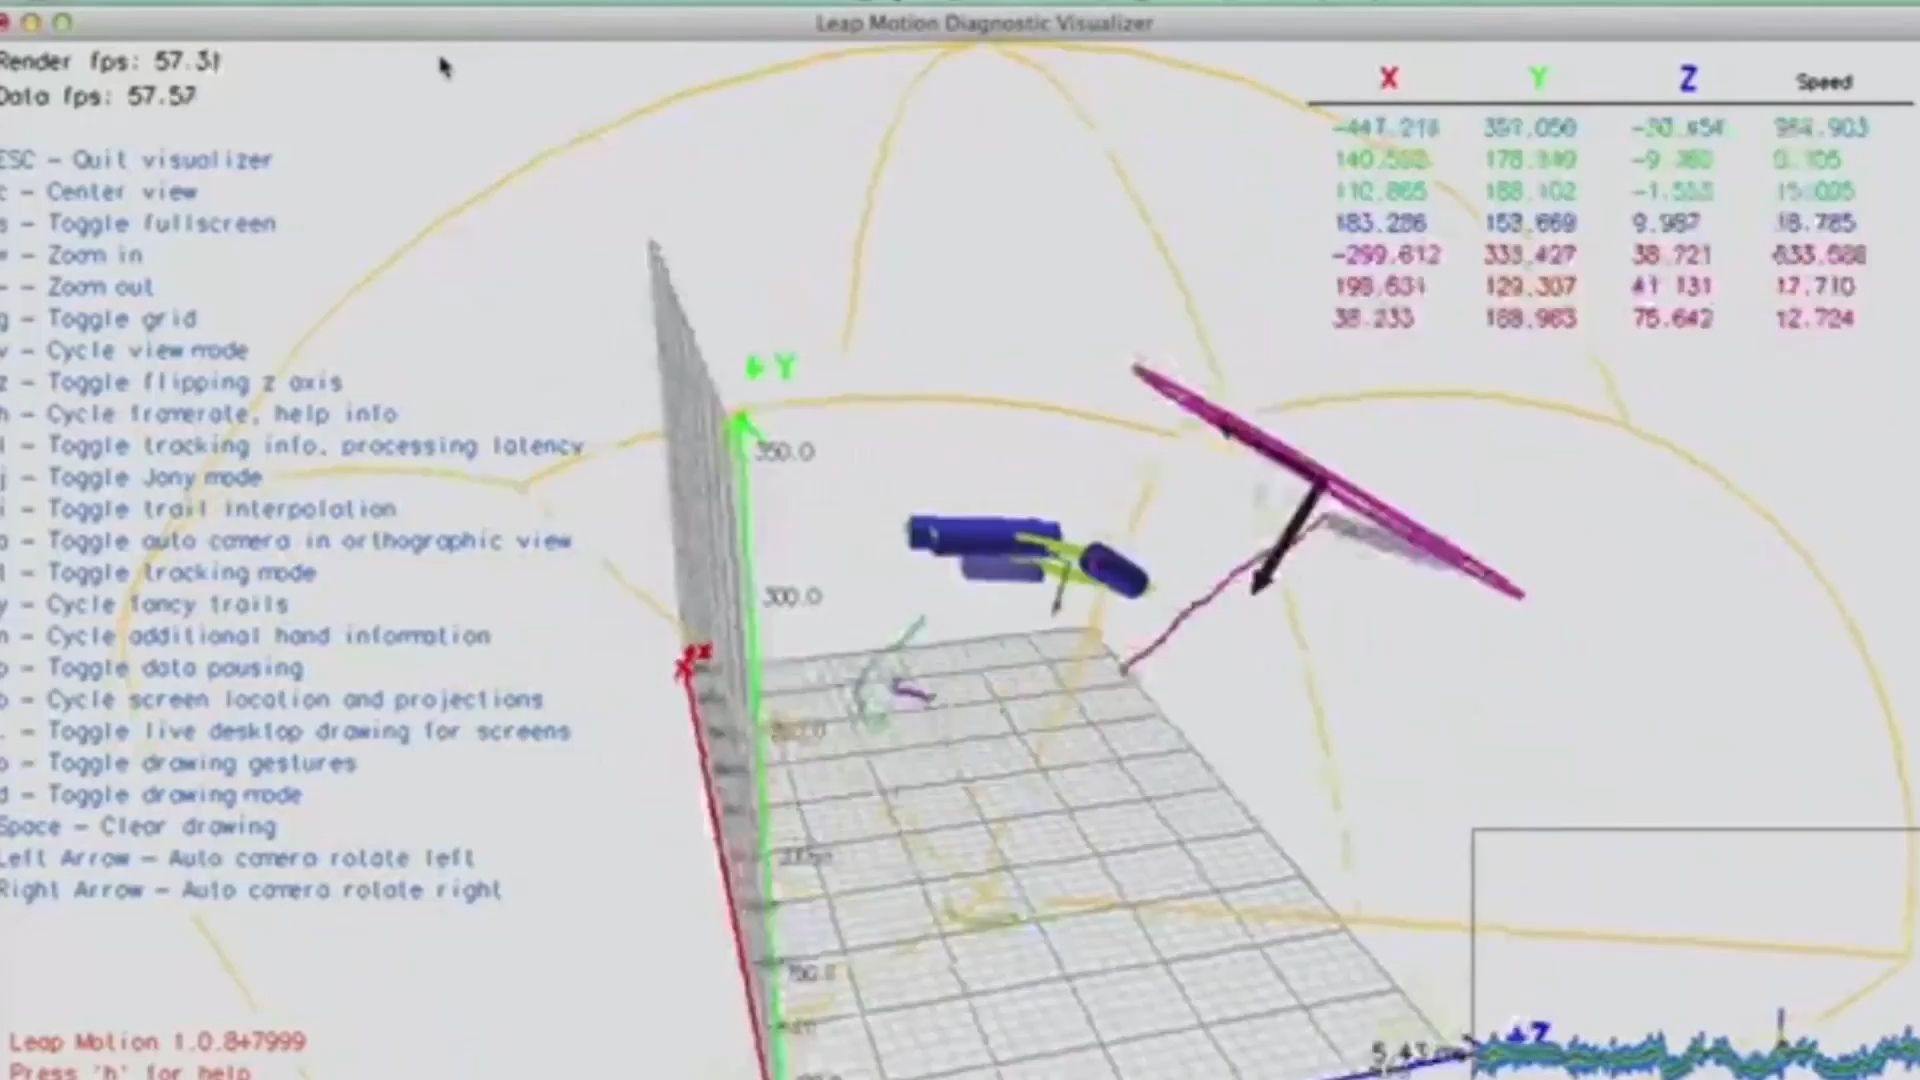 Leap Motion Diagnostic Visualizer
Render fps: 57.31
Data fps: 57.57
ESC - Quit visualizer
c - Center view
s - Toggle fullscreen
- Zoom in
- - Zoom out
g - Toggle grid
v - Cycle view mode
z - Toggle flipping z axis
h - Cycle framerate, help info
l - Toggle tracking info, processing latency
j - Toggle Jony mode
i - Toggle trail interpolation
- Toggle auto camera in orthographic view
- Toggle tracking mode
y - Cycle fancy trails
- Cycle additional hand information
- Toggle data pausing
- Cycle screen location and projections
- Toggle live desktop drawing for screens
- Toggle drawing gestures
d - Toggle drawing mode
Space - Clear drawing
Left Arrow - Auto camera rotate left
Right Arrow - Auto camera rotate right
Leap Motion 1.0.8+7999
Press 'h' for help
X Y Z Speed
183.286 153.669 9.987 18.785
-299.612 333.427 38.721
129.307 41.131 17.710
38.233 188.963 75.642 12.724
+Y
350.0
300.0
+Z